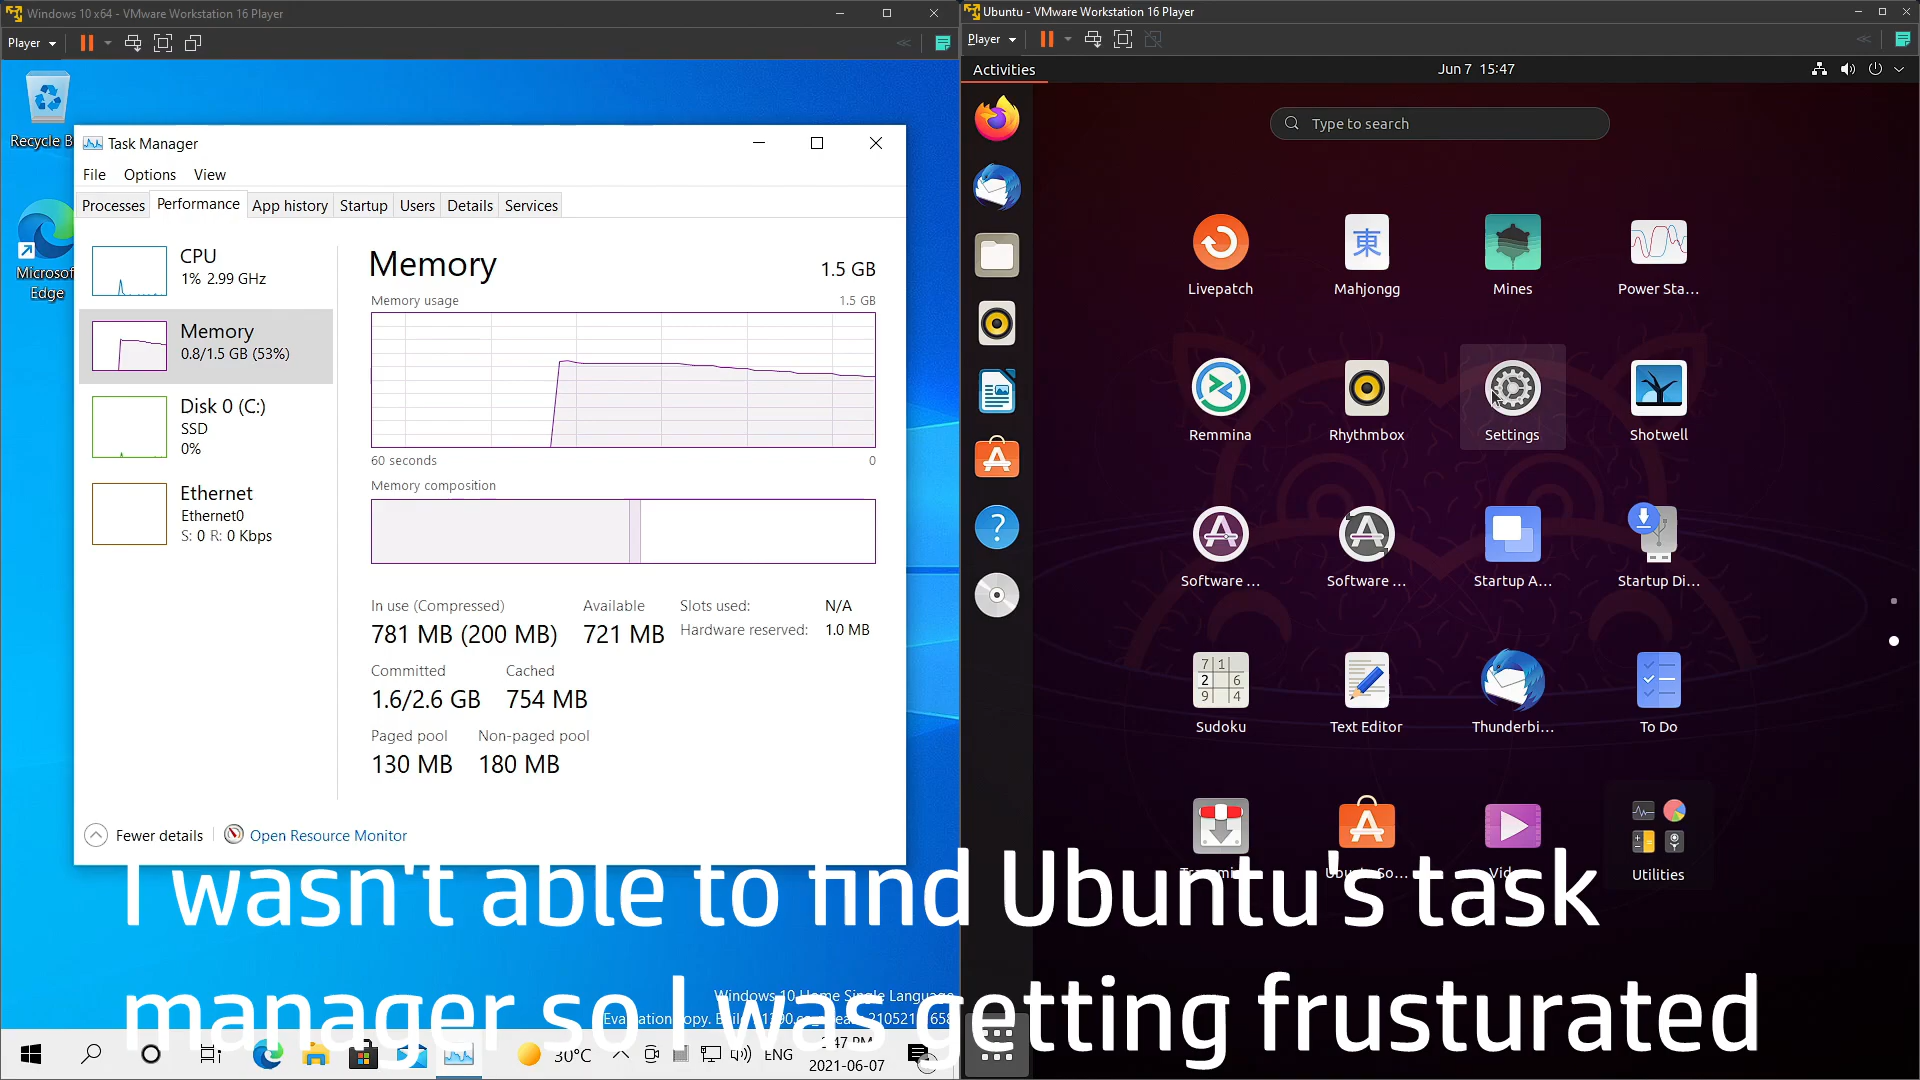 Windows 10 x64 - VMware Workstation 16 Player
Player
Recycle B
Microsof
Edge
Task Manager
File Options View
Processes Performance App history Startup Users Details Services
CPU
1% 2.99 GHz
Memory
0.8/1.5 GB (53%)
Disk 0 (C:)
SSD
0%
Ethernet
Ethernet0
S: 0 R: 0 Kbps
Memory 1.5 GB
Memory usage 1.5 GB
60 seconds 0
Memory composition
In use (Compressed) Available Slots used: N/A
781 MB (200 MB) 721 MB Hardware reserved: 1.0 MB
Committed Cached
1.6/2.6 GB 754 MB
Paged pool Non-paged pool
130 MB 180 MB
Fewer details Open Resource Monitor
Windows 10 Home Single Language
Evaluation copy.
30°C ENG
2021-06-07
Ubuntu - VMware Workstation 16 Player
Player
Activities Jun 7 15:47
Type to search
Livepatch Mahjongg Mines Power Sta...
Remmina Rhythmbox Settings Shotwell
Software ... Software ... Startup A... Startup Di...
Sudoku Text Editor Thunderbi... To Do
Utilities
I wasn't able to find Ubuntu's task
manager so I was getting frusturated